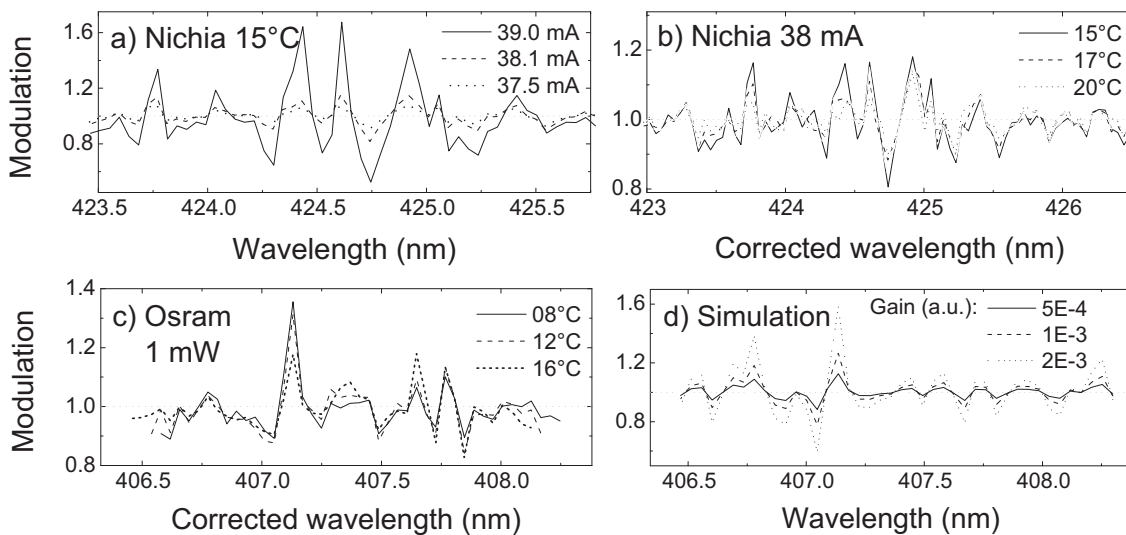 a) Nichia 15°C
39.0 mA
38.1 mA
37.5 mA
1.6
1.2
0.8
Modulation
423.5 424.0 424.5 425.0 425.5
Wavelength (nm)
b) Nichia 38 mA
15°C
17°C
20°C
1.2
1.0
0.8
423 424 425 426
Corrected wavelength (nm)
c) Osram
1 mW
08°C
12°C
16°C
1.4
1.2
1.0
0.8
Modulation
406.5 407.0 407.5 408.0
Corrected wavelength (nm)
d) Simulation
Gain (a.u.):
5E-4
1E-3
2E-3
1.6
1.2
0.8
406.5 407.0 407.5 408.0
Wavelength (nm)